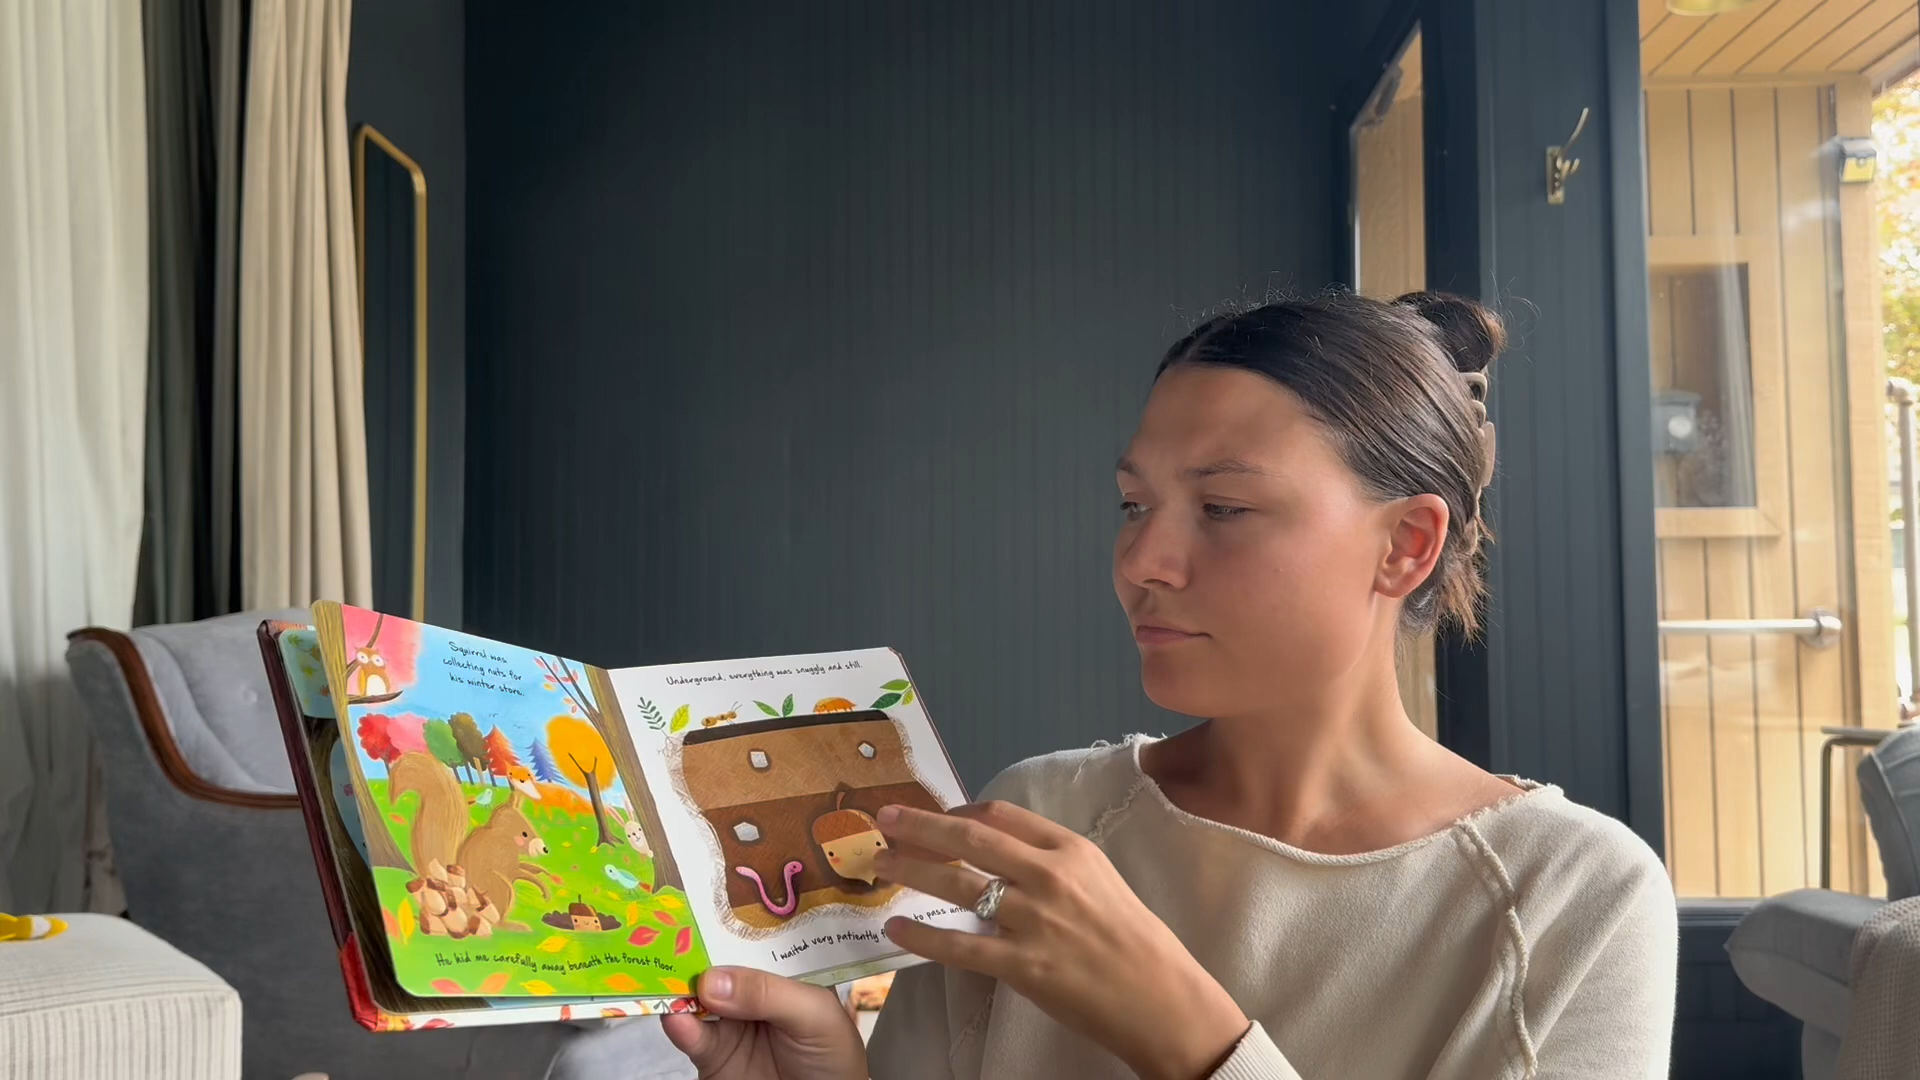 Squirrel was
collecting nuts for
his winter store.
He hid me carefully away beneath the forest floor.
Underground, everything was snuggly and still.
to pass
I waited very patiently